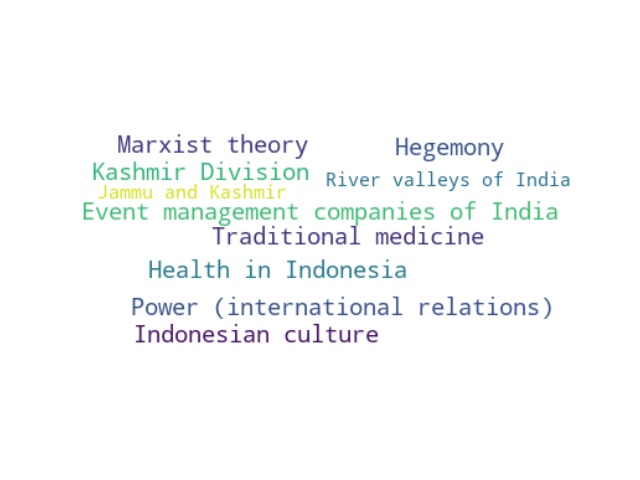 Marxist theory
Hegemony
Kashmir Division
River valleys of India
Jammu and Kashmir
Event management companies of India
Traditional medicine
Health in Indonesia
Power (international relations)
Indonesian culture